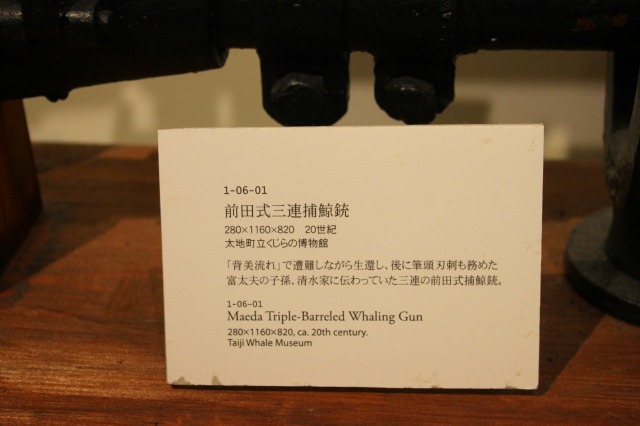 1-06-01
前田式三連捕鯨銃
280×1160×820　20世紀
太地町立くじらの博物館
「背美流れ」で遭難しながら生還し、後に筆頭刃刺も務めた
富太夫の子孫、清水家に伝わっていた三連の前田式捕鯨銃。
1-06-01
Maeda Triple-Barreled Whaling Gun
280×1160×820, ca. 20th century.
Taiji Whale Museum